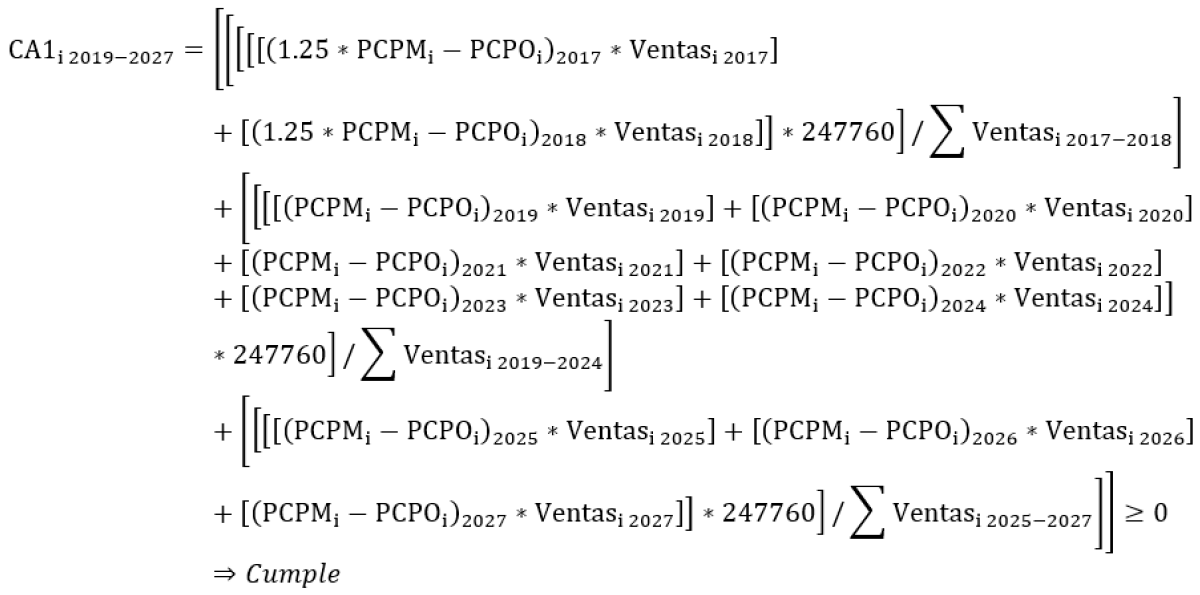 CA1ᵢ ₂₀₁₉₋₂₀₂₇ = [[[[[(1.25 ∗ PCPMᵢ − PCPOᵢ)₂₀₁₇ ∗ Ventasᵢ ₂₀₁₇]
+ [(1.25 ∗ PCPMᵢ − PCPOᵢ)₂₀₁₈ ∗ Ventasᵢ ₂₀₁₈]] ∗ 247760] / ∑ Ventasᵢ ₂₀₁₇₋₂₀₁₈]
+ [[[[(PCPMᵢ − PCPOᵢ)₂₀₁₉ ∗ Ventasᵢ ₂₀₁₉] + [(PCPMᵢ − PCPOᵢ)₂₀₂₀ ∗ Ventasᵢ ₂₀₂₀]
+ [(PCPMᵢ − PCPOᵢ)₂₀₂₁ ∗ Ventasᵢ ₂₀₂₁] + [(PCPMᵢ − PCPOᵢ)₂₀₂₂ ∗ Ventasᵢ ₂₀₂₂]
+ [(PCPMᵢ − PCPOᵢ)₂₀₂₃ ∗ Ventasᵢ ₂₀₂₃] + [(PCPMᵢ − PCPOᵢ)₂₀₂₄ ∗ Ventasᵢ ₂₀₂₄]]
∗ 247760] / ∑ Ventasᵢ ₂₀₁₉₋₂₀₂₄]
+ [[[[(PCPMᵢ − PCPOᵢ)₂₀₂₅ ∗ Ventasᵢ ₂₀₂₅] + [(PCPMᵢ − PCPOᵢ)₂₀₂₆ ∗ Ventasᵢ ₂₀₂₆]
+ [(PCPMᵢ − PCPOᵢ)₂₀₂₇ ∗ Ventasᵢ ₂₀₂₇]] ∗ 247760] / ∑ Ventasᵢ ₂₀₂₅₋₂₀₂₇]] ≥ 0
⇒ Cumple